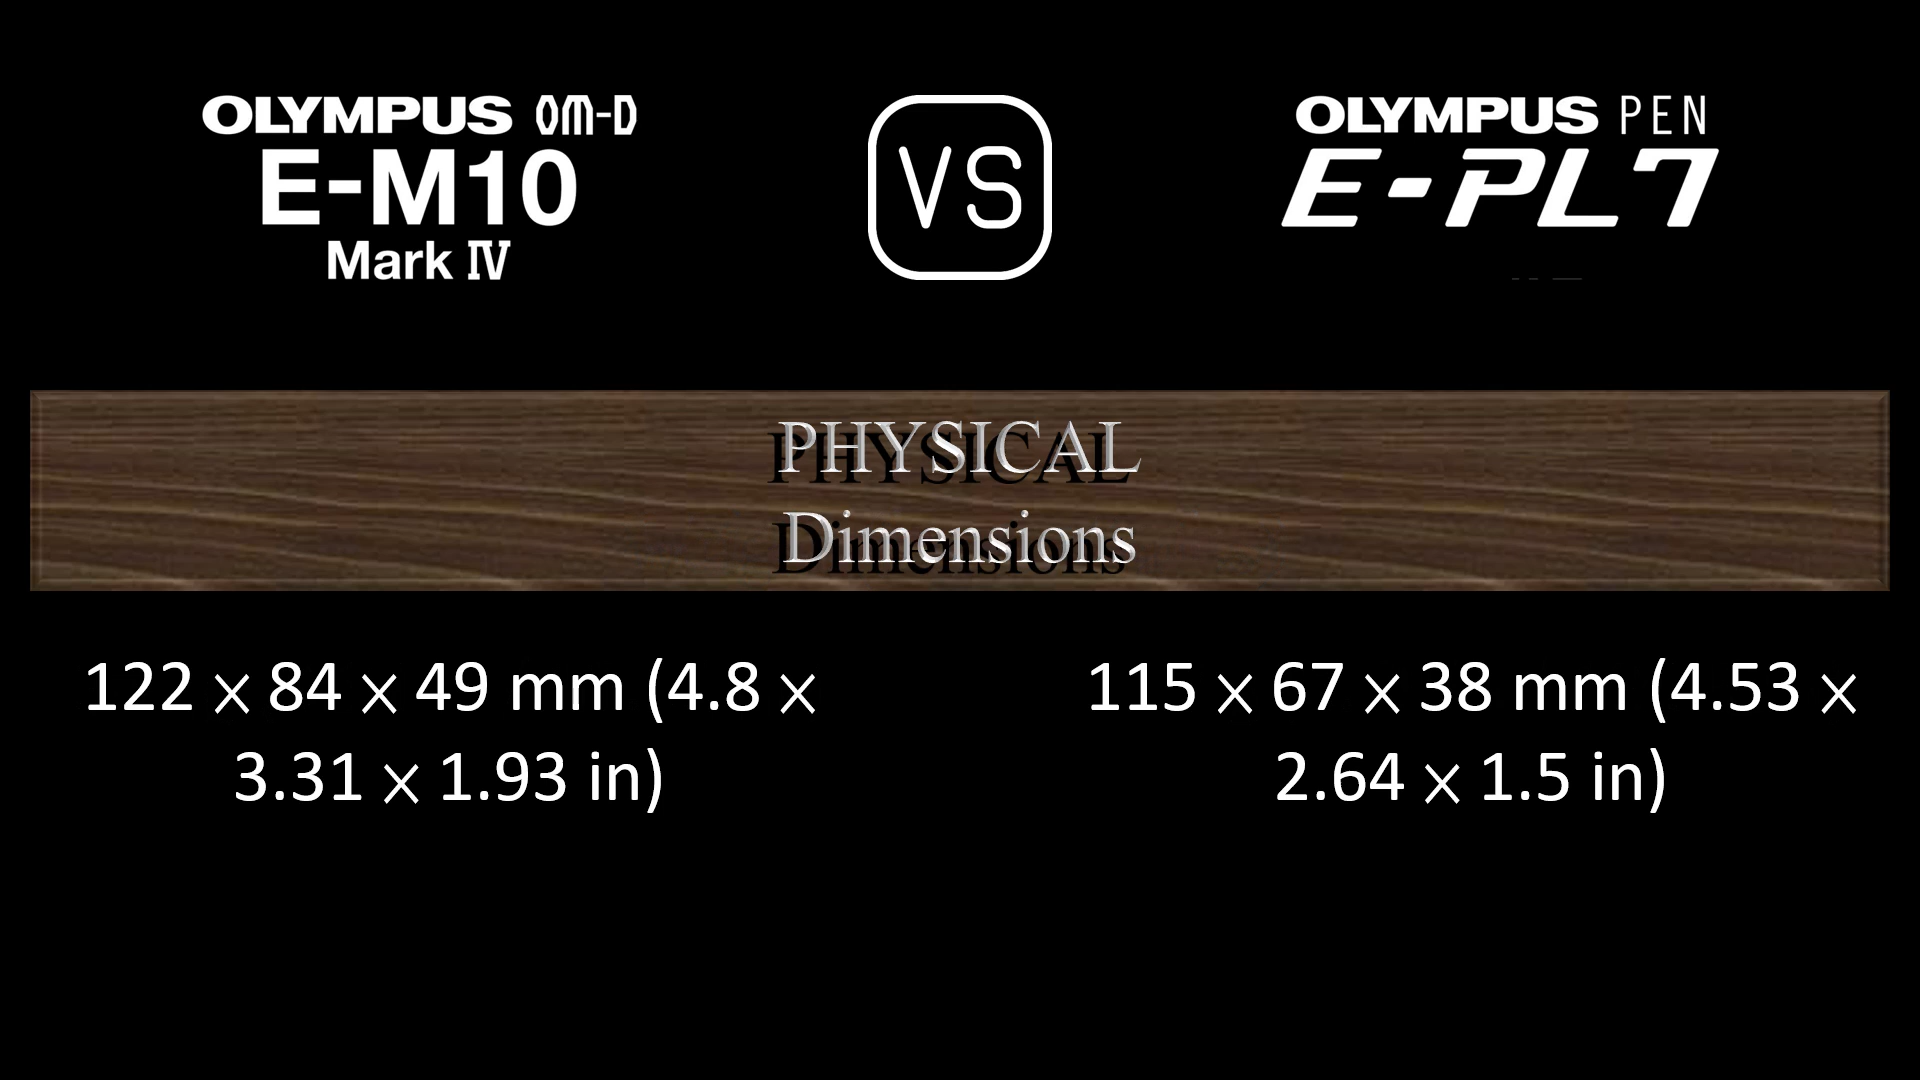 OLYMPUS OM-D
E-M10
Mark IV
VS
OLYMPUS PEN
E-PL7
PHYSICAL
Dimensions
122 x 84 x 49 mm (4.8 x
3.31 x 1.93 in)
115 x 67 x 38 mm (4.53 x
2.64 x 1.5 in)